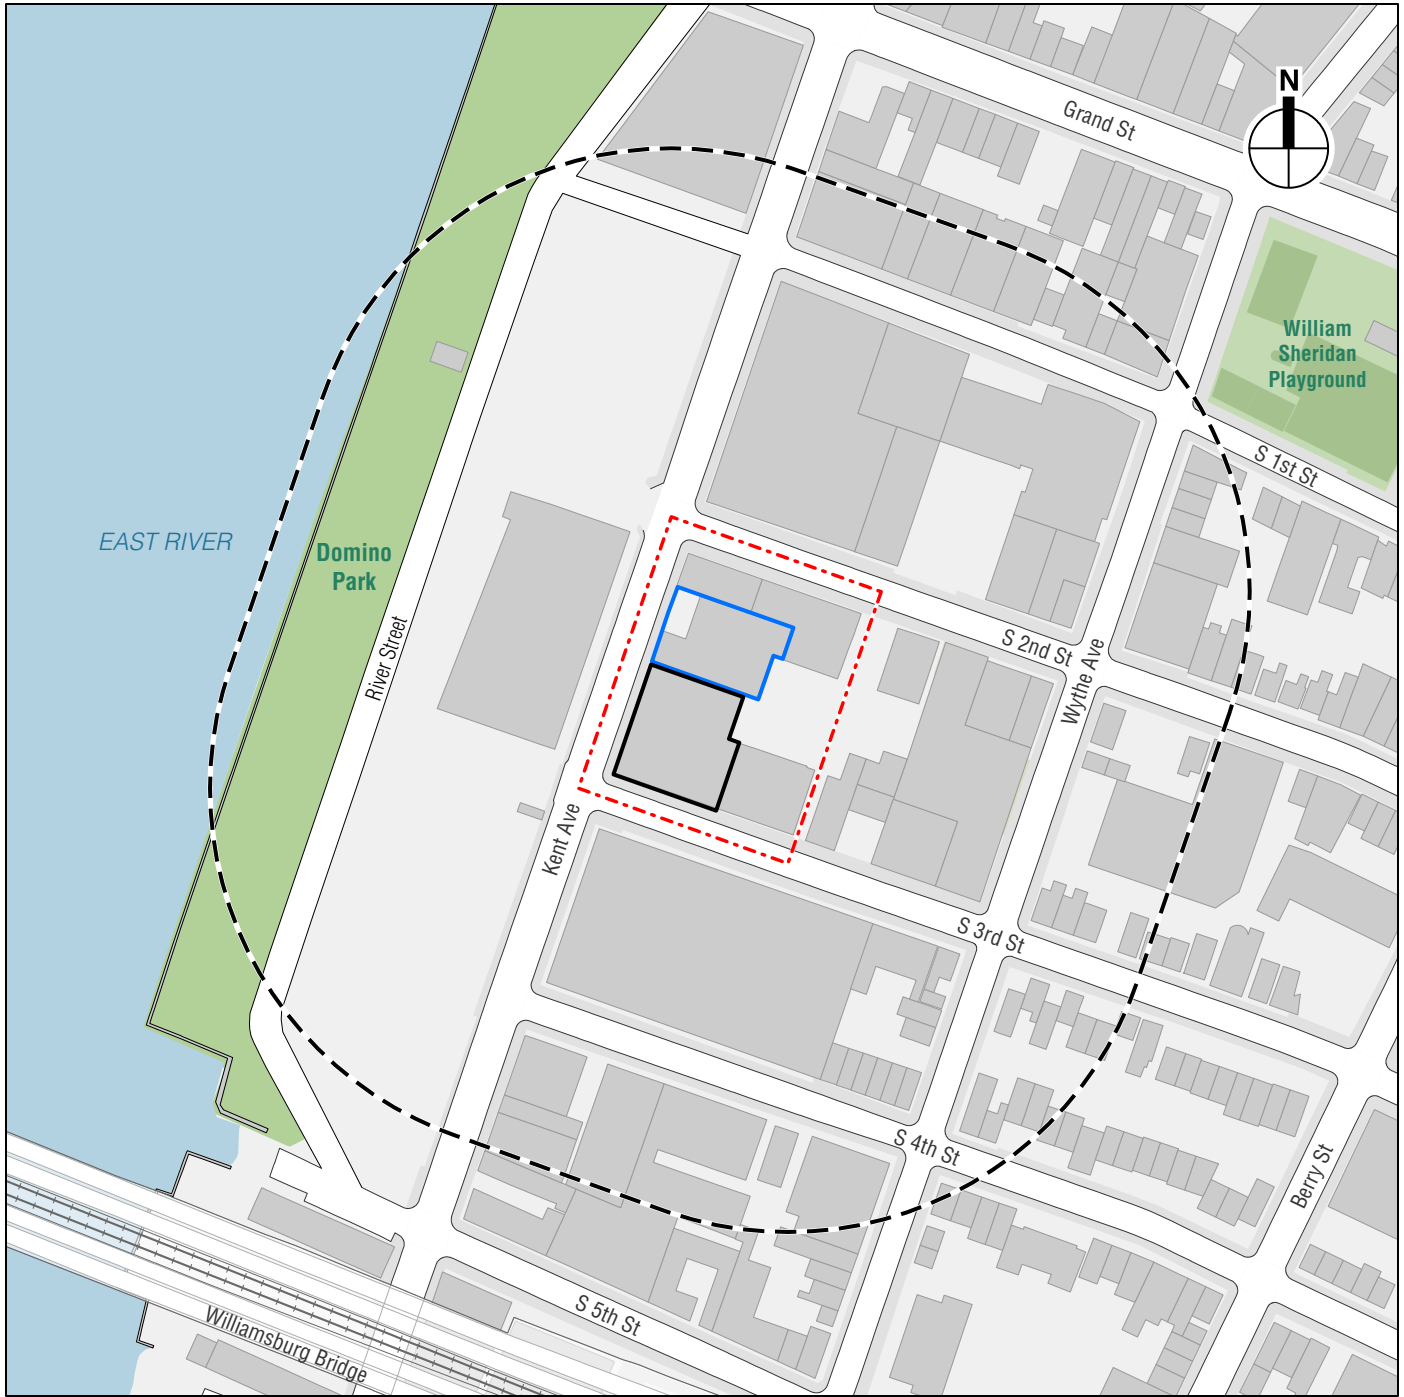 N
Grand St
William
Sheridan
Playground
S 1st St
EAST RIVER
Domino
Park
River Street
S 2nd St
Wythe Ave
Kent Ave
S 3rd St
S 4th St
Berry St
S 5th St
Williamsburg Bridge